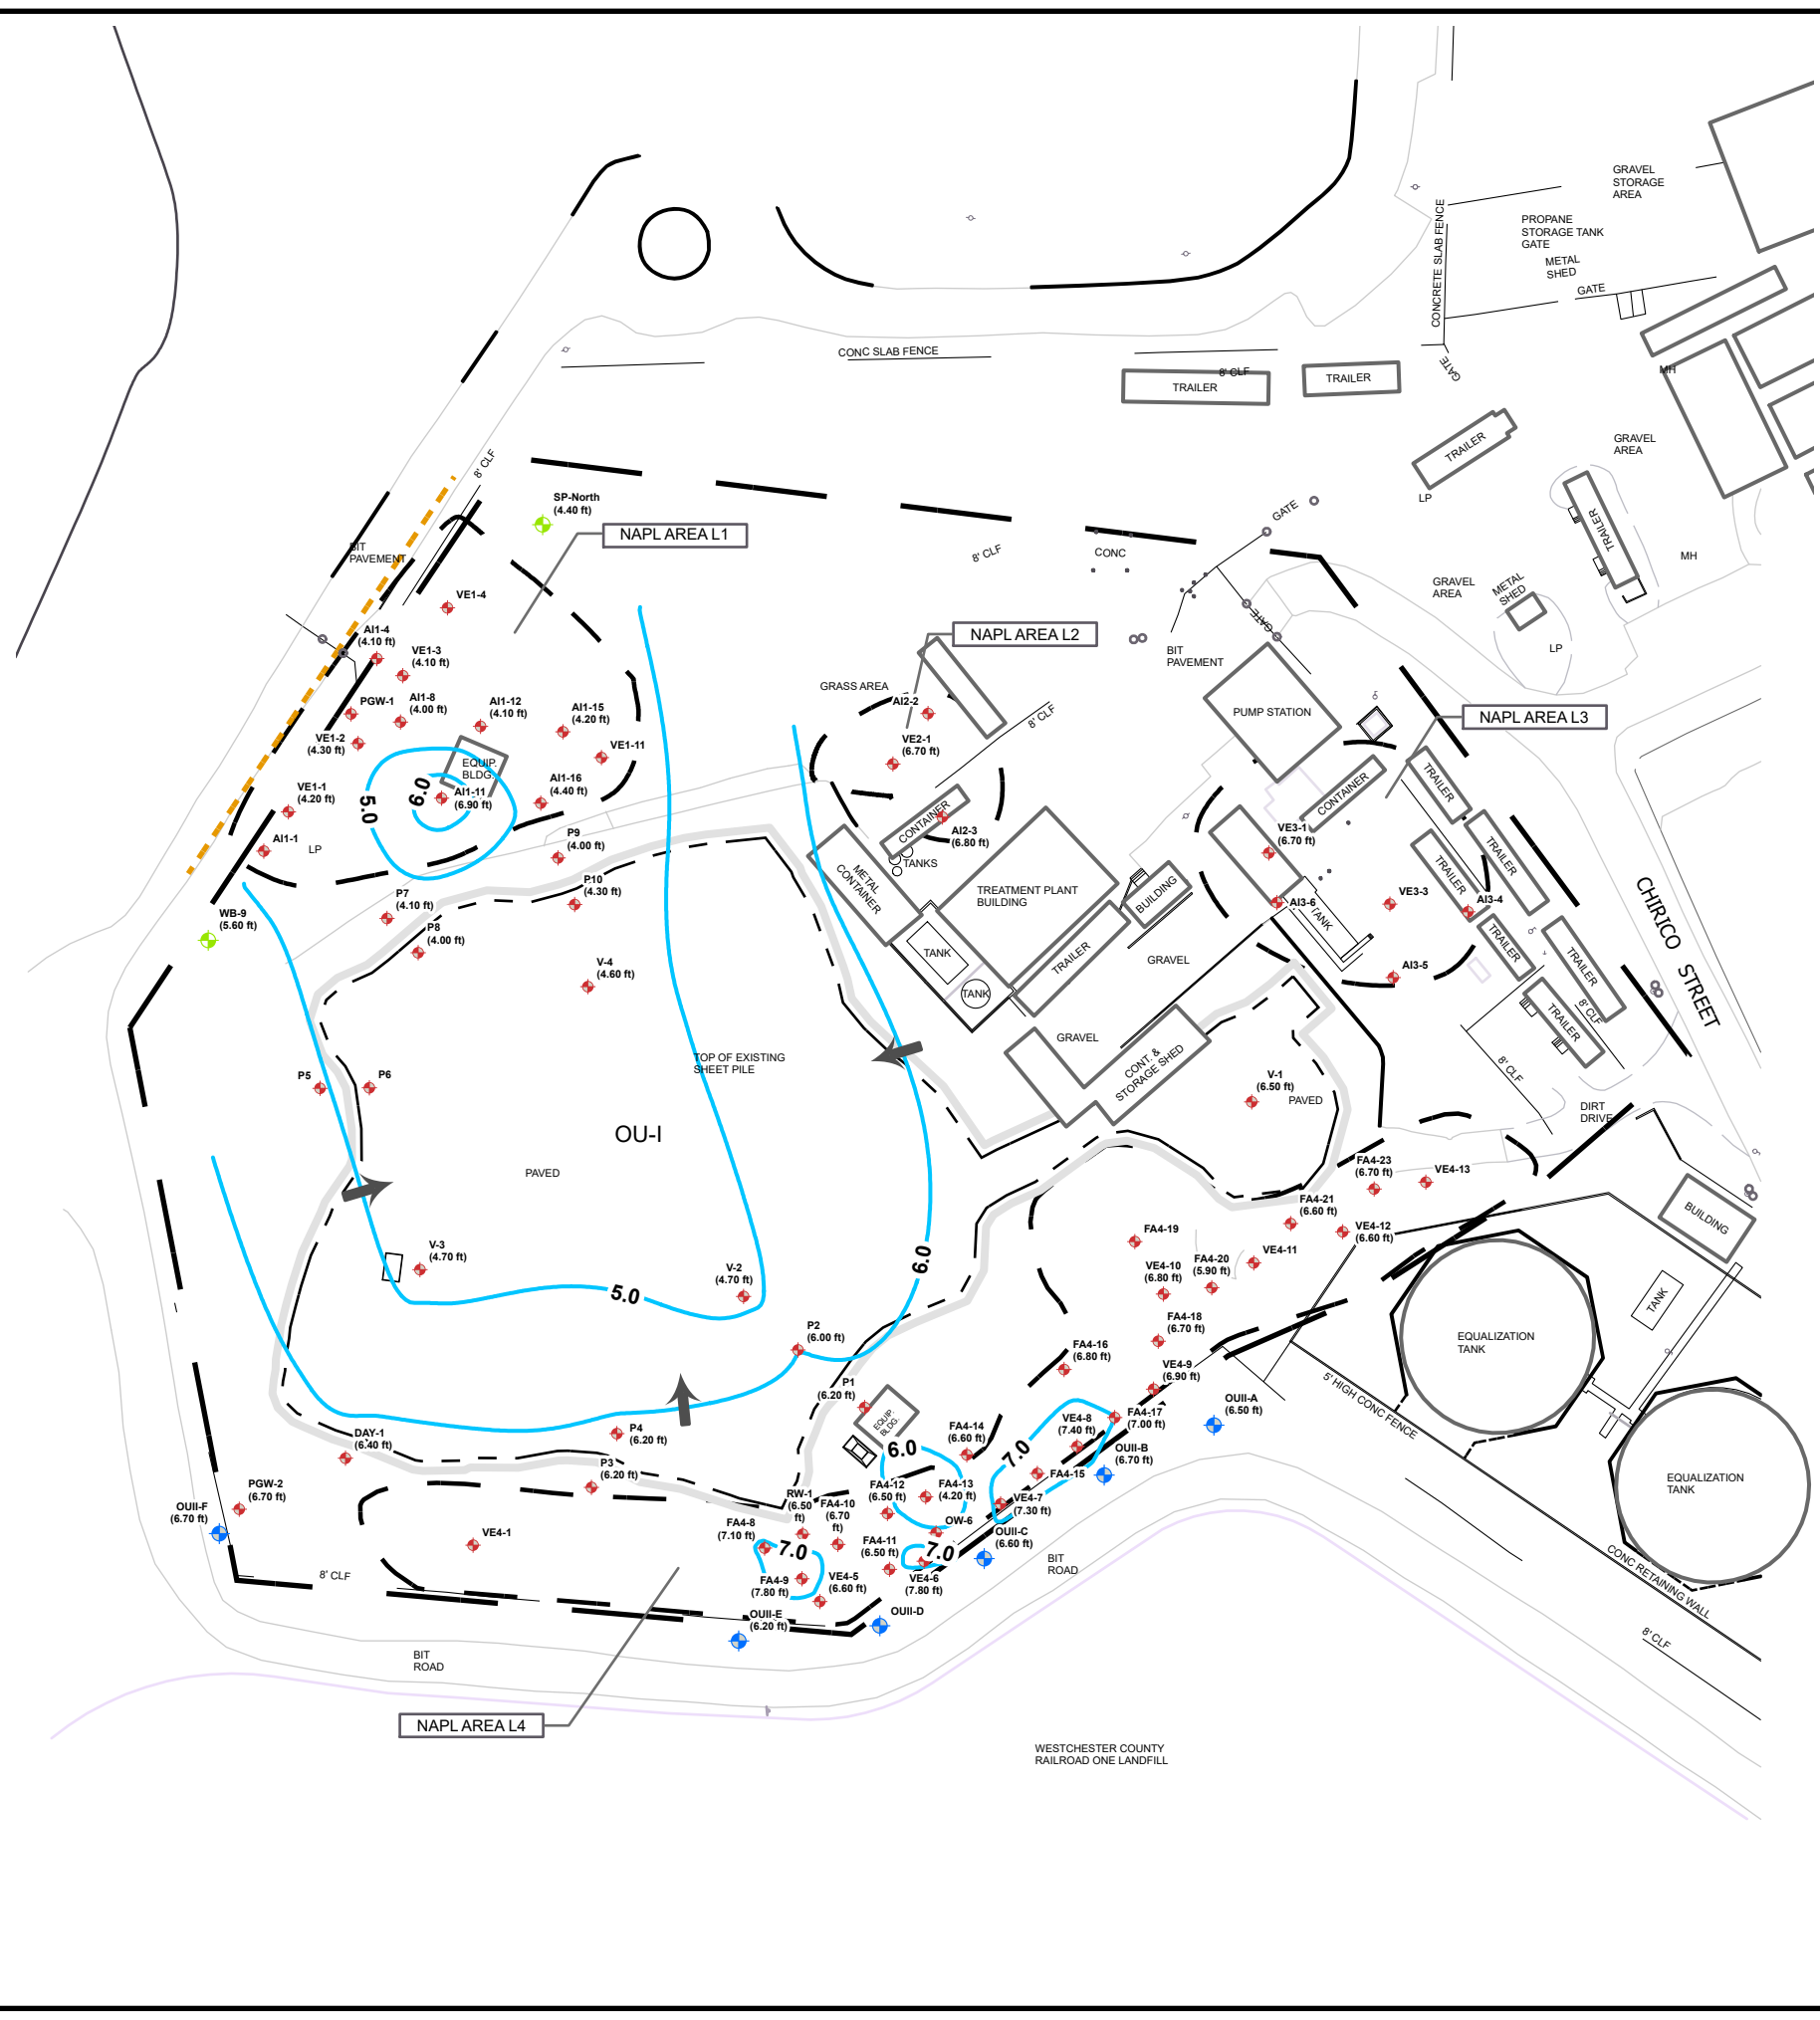 GRAVEL
STORAGE
AREA
PROPANE
STORAGE TANK
GATE
METAL
SHED
GATE
CONCRETE SLAB FENCE
GATE
CONC SLAB FENCE
8' CLF
TRAILER
TRAILER
MH
TRAILER
GRAVEL
AREA
LP
TRAILER
MH
8' CLF
SP-North
(4.40 ft)
NAPL AREA L1
BIT
PAVEMENT
GATE
8' CLF
CONC
GRAVEL
AREA
METAL
SHED
LP
VE1-4
GATE
NAPL AREA L2
BIT
PAVEMENT
AI1-4
(4.10 ft)
VE1-3
(4.10 ft)
GRASS AREA
PGW-1
AI1-8
(4.00 ft)
AI1-12
(4.10 ft)
AI1-15
(4.20 ft)
AI2-2
8' CLF
PUMP STATION
NAPL AREA L3
VE1-2
(4.30 ft)
VE1-11
VE2-1
(6.70 ft)
EQUIP.
BLDG.
VE1-1
(4.20 ft)
5.0
6.0
AI1-11
(6.90 ft)
AI1-16
(4.40 ft)
CONTAINER
TRAILER
AI1-1
LP
P9
(4.00 ft)
CONTAINER
AI2-3
(6.80 ft)
TANKS
VE3-1
(6.70 ft)
TRAILER
TRAILER
METAL
CONTAINER
TREATMENT PLANT
BUILDING
BUILDING
P10
(4.30 ft)
P7
(4.10 ft)
P8
(4.00 ft)
WB-9
(5.60 ft)
AI3-6
TANK
VE3-3
AI3-4
CHIRICO STREET
TRAILER
TRAILER
V-4
(4.60 ft)
TANK
TANK
TRAILER
GRAVEL
AI3-5
TRAILER
8' CLF
GRAVEL
CONT. &
STORAGE SHED
TOP OF EXISTING
SHEET PILE
P5
P6
V-1
(6.50 ft)
PAVED
8' CLF
DIRT
DRIVE
OU-I
PAVED
FA4-23
(6.70 ft)
VE4-13
FA4-21
(6.60 ft)
VE4-12
(6.60 ft)
BUILDING
FA4-19
VE4-11
V-3
(4.70 ft)
V-2
(4.70 ft)
5.0
6.0
VE4-10
(6.80 ft)
FA4-20
(5.90 ft)
TANK
P2
(6.00 ft)
FA4-18
(6.70 ft)
FA4-16
(6.80 ft)
EQUALIZATION
TANK
VE4-9
(6.90 ft)
5' HIGH CONC FENCE
P1
(6.20 ft)
EQUIP.
BLDG.
OUII-A
(6.50 ft)
P4
(6.20 ft)
FA4-14
(6.60 ft)
VE4-8
(7.40 ft)
FA4-17
(7.00 ft)
DAY-1
(6.40 ft)
6.0
7.0
OUII-B
(6.70 ft)
P3
(6.20 ft)
FA4-15
EQUALIZATION
TANK
PGW-2
(6.70 ft)
OUII-F
(6.70 ft)
RW-1
(6.50
ft)
FA4-10
(6.70
ft)
FA4-12
(6.50 ft)
FA4-13
(4.20 ft)
VE4-7
(7.30 ft)
FA4-8
(7.10 ft)
OW-6
OUII-C
(6.60 ft)
VE4-1
7.0
FA4-11
(6.50 ft)
7.0
BIT
ROAD
8' CLF
FA4-9
(7.80 ft)
VE4-5
(6.60 ft)
VE4-6
(7.80 ft)
CONC RETAINING WALL
OUII-E
(6.20 ft)
OUII-D
8' CLF
BIT
ROAD
NAPL AREA L4
WESTCHESTER COUNTY
RAILROAD ONE LANDFILL